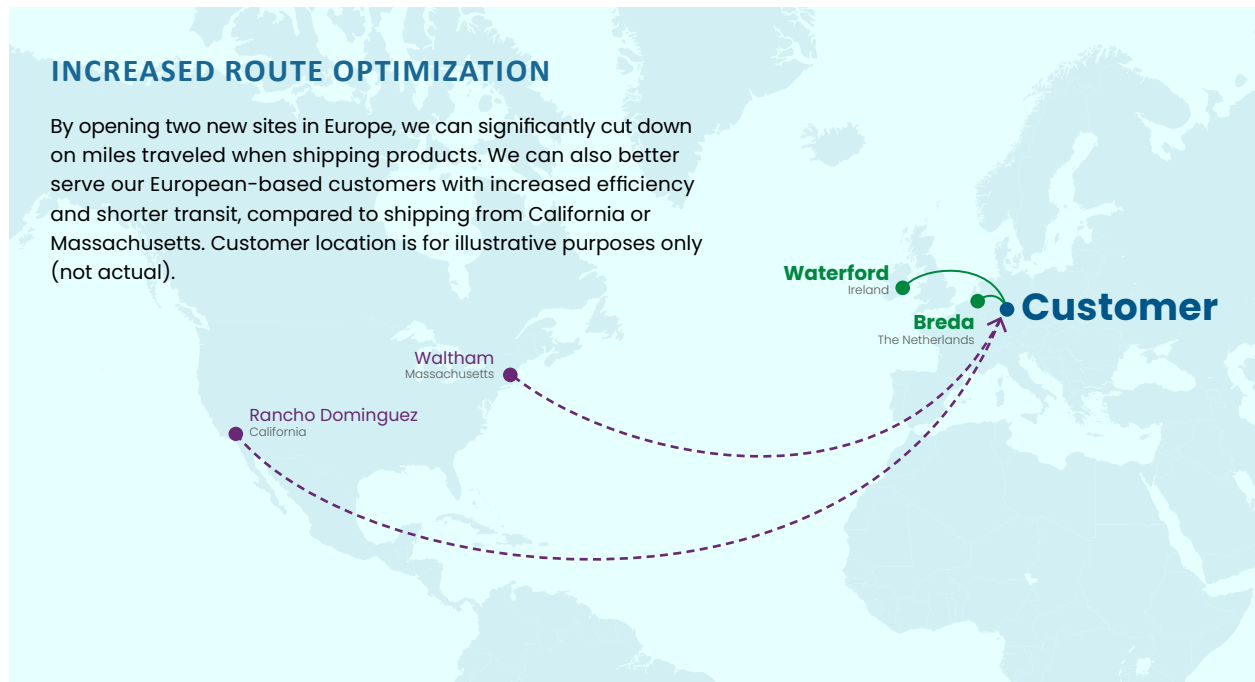 INCREASED ROUTE OPTIMIZATION
By opening two new sites in Europe, we can significantly cut down
on miles traveled when shipping products. We can also better
serve our European-based customers with increased efficiency
and shorter transit, compared to shipping from California or
Massachusetts. Customer location is for illustrative purposes only
(not actual).
Waterford
Ireland
Customer
Breda
The Netherlands
Waltham
Massachusetts
Rancho Dominguez
California